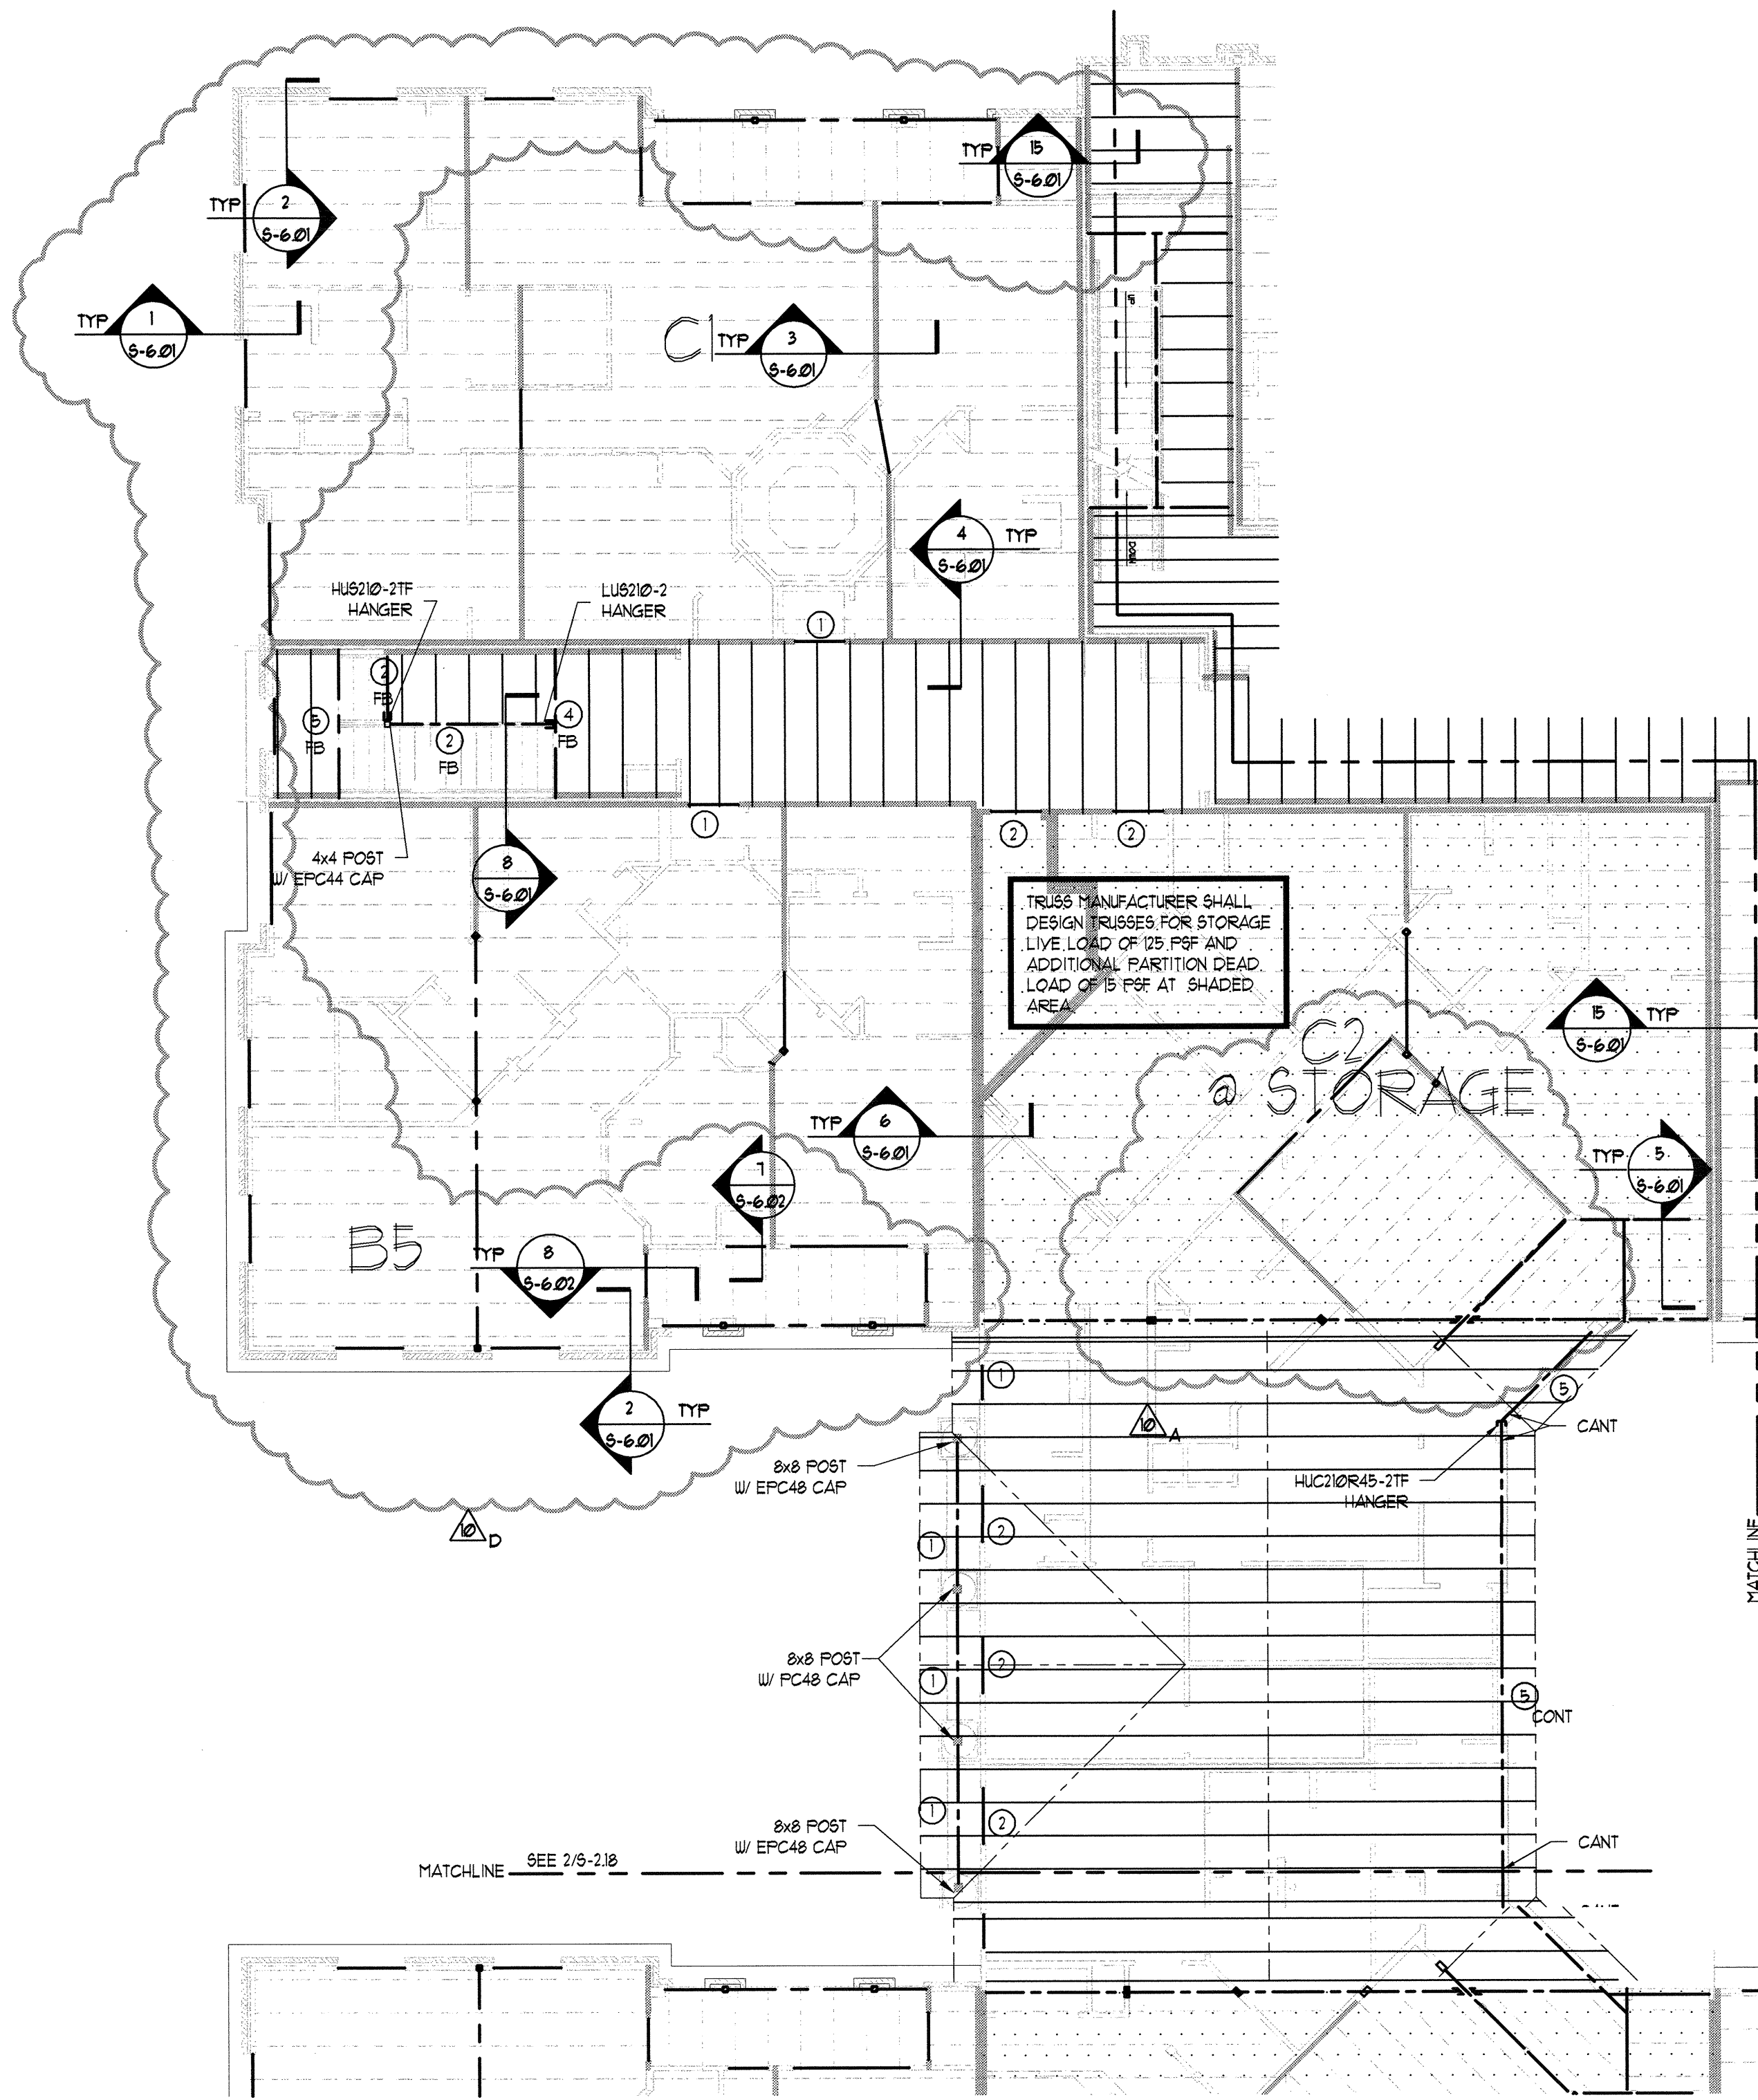 TYP
15
S-6.01
TYP
2
S-6.01
TYP
1
S-6.01
C1
TYP
3
S-6.01
UP
4
TYP
S-6.01
DOWN
HUS210-2TF
HANGER
LUS210-2
HANGER
1
2
FB
5
FB
2
FB
4
FB
1
2
2
4x4 POST
W/ EPC44 CAP
8
S-6.01
TRUSS MANUFACTURER SHALL
DESIGN TRUSSES FOR STORAGE
LIVE LOAD OF 125 PSF AND
ADDITIONAL PARTITION DEAD
LOAD OF 15 PSF AT SHADED
AREA.
15
TYP
S-6.01
C2
@ STORAGE
TYP
6
S-6.01
TYP
5
S-6.01
7
S-6.02
B5
TYP
8
S-6.02
2
TYP
S-6.01
1
5
CANT
10
A
8x8 POST
W/ EPC48 CAP
HUC210R45-2TF
HANGER
10
D
1
2
MATCHLINE
8x8 POST
W/ PC48 CAP
1
2
5
CONT
1
2
8x8 POST
W/ EPC48 CAP
CANT
MATCHLINE SEE 2/S-2.18